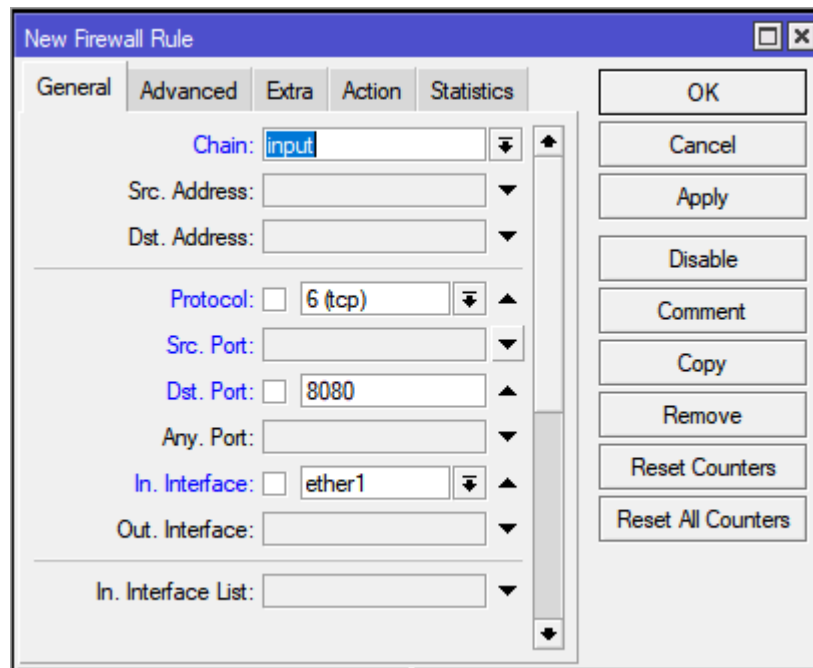 New Firewall Rule
General Advanced Extra Action Statistics
Chain: input
Src. Address:
Dst. Address:
Protocol: 6 (tcp)
Src. Port:
Dst. Port: 8080
Any. Port:
In. Interface: ether1
Out. Interface:
In. Interface List:
OK
Cancel
Apply
Disable
Comment
Copy
Remove
Reset Counters
Reset All Counters